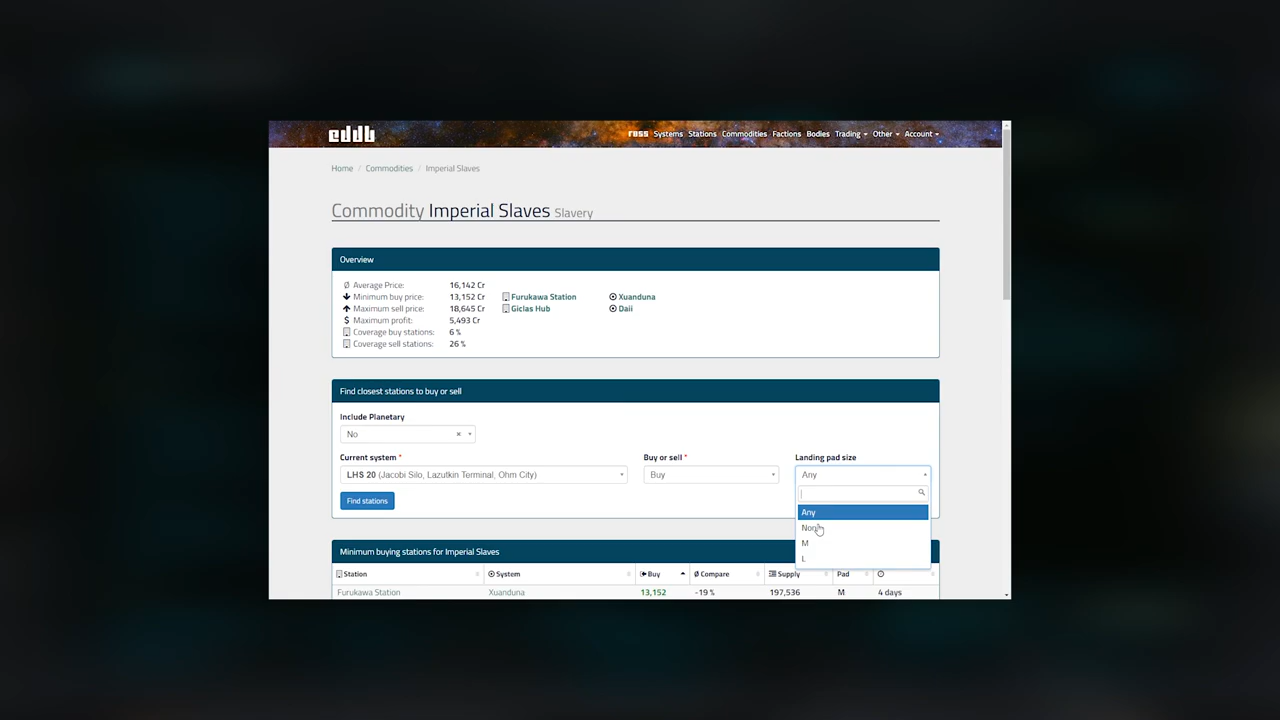 eddb
ross Systems Stations Commodities Factions Bodies Trading Other Account
Home / Commodities / Imperial Slaves
Commodity Imperial Slaves Slavery
Overview
Ø Average Price: 16,142 Cr
Minimum buy price: 13,152 Cr Furukawa Station Xuanduna
Maximum sell price: 18,645 Cr Giclas Hub Daii
$ Maximum profit: 5,493 Cr
Coverage buy stations: 6 %
Coverage sell stations: 26 %
Find closest stations to buy or sell
Include Planetary
No ×
Current system * Buy or sell * Landing pad size
LHS 20 (Jacobi Silo, Lazutkin Terminal, Ohm City) Buy Any
Find stations
Any
None
M
L
Minimum buying stations for Imperial Slaves
Station System Buy Ø Compare Supply Pad
Furukawa Station Xuanduna 13,152 -19 % 197,536 M 4 days